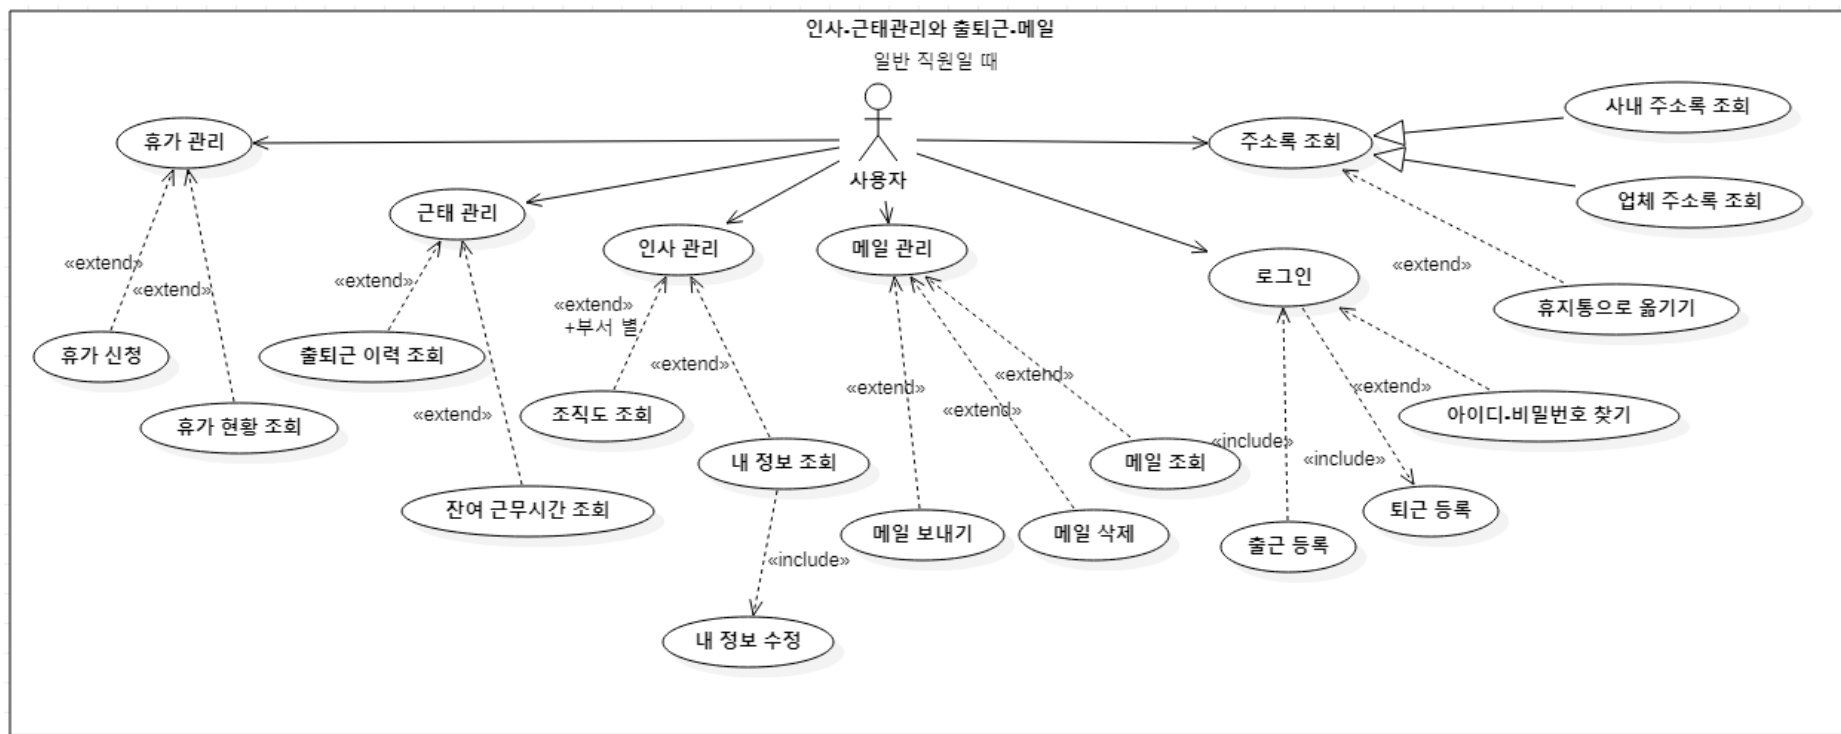 인사·근태관리와 출퇴근·메일
일반 직원일 때
사용자
휴가 관리
근태 관리
인사 관리
메일 관리
로그인
주소록 조회
사내 주소록 조회
업체 주소록 조회
«extend»
휴지통으로 옮기기
«extend»
«extend»
휴가 신청
휴가 현황 조회
«extend»
«extend»
출퇴근 이력 조회
잔여 근무시간 조회
«extend»
+부서 별
«extend»
조직도 조회
내 정보 조회
«include»
내 정보 수정
«extend»
«extend»
«extend»
메일 보내기
메일 삭제
메일 조회
«include»
«include»
«extend»
출근 등록
퇴근 등록
아이디·비밀번호 찾기